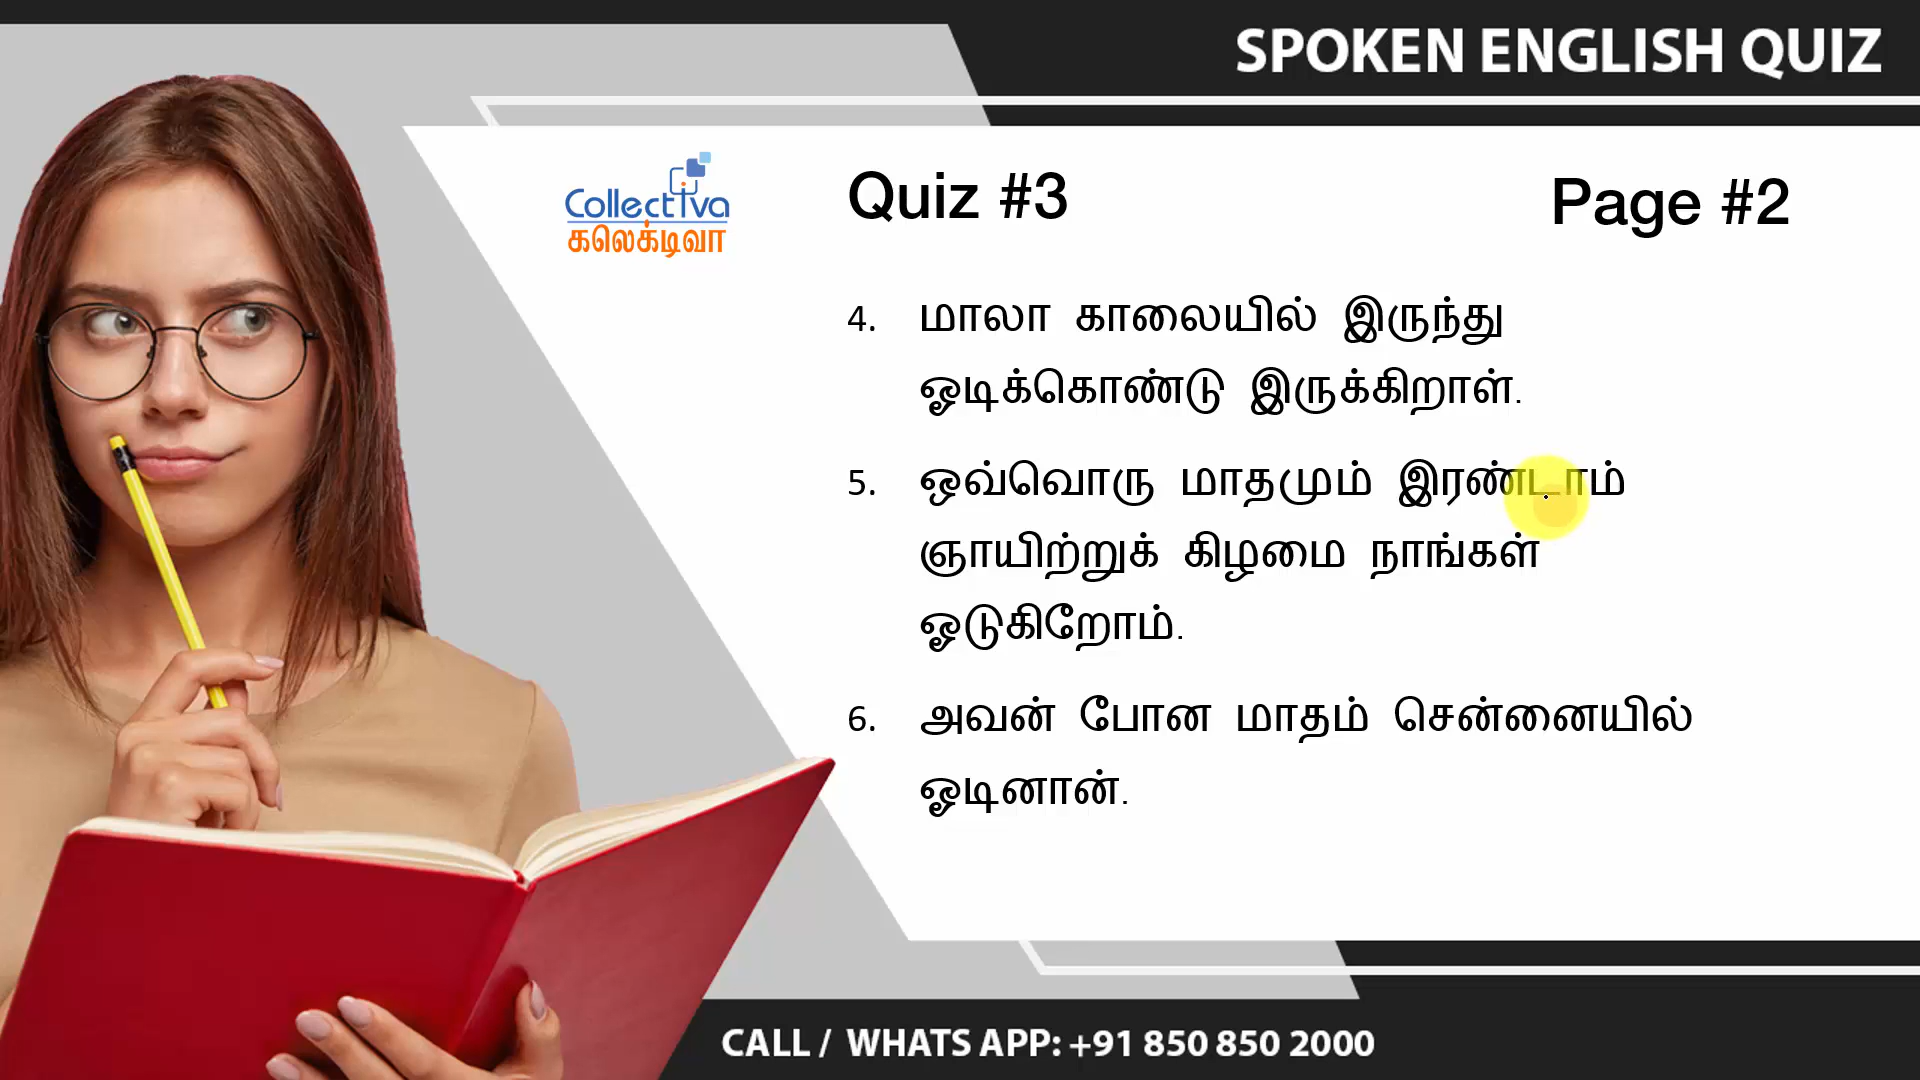 SPOKEN ENGLISH QUIZ
Collectiva
கலெக்டிவா
Quiz #3
Page #2
4. மாலா காலையில் இருந்து
ஓடிக்கொண்டு இருக்கிறாள்.
5. ஒவ்வொரு மாதமும் இரண்டாம்
ஞாயிற்றுக் கிழமை நாங்கள்
ஓடுகிறோம்.
6. அவன் போன மாதம் சென்னையில்
ஓடினான்.
CALL / WHATS APP: +91 850 850 2000